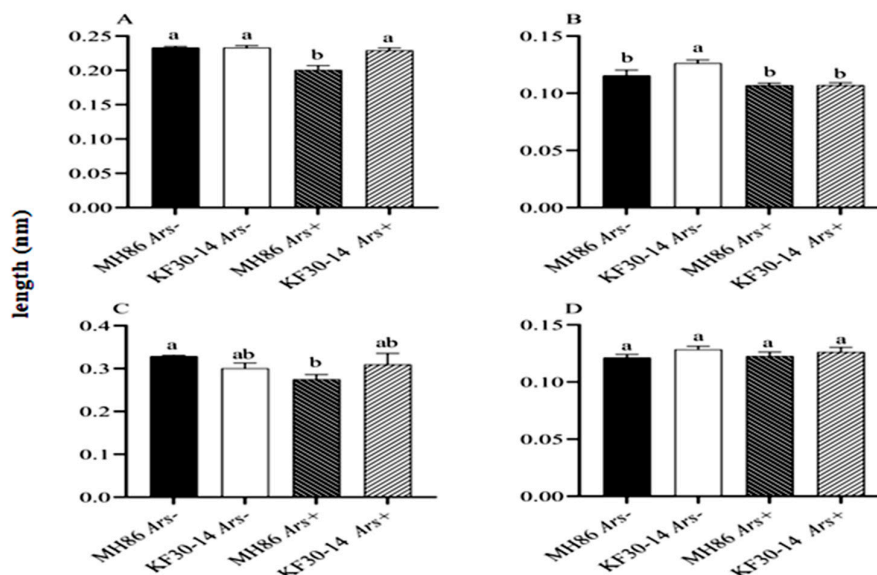 A
a
a
b
a
0.25
0.20
0.15
0.10
0.05
0.00
MH86 Ars-
KF30-14 Ars-
MH86 Ars+
KF30-14 Ars+
B
b
a
b
b
0.15
0.10
0.05
0.00
MH86 Ars-
KF30-14 Ars-
MH86 Ars+
KF30-14 Ars+
length (nm)
C
a
ab
b
ab
0.4
0.3
0.2
0.1
0.0
MH86 Ars-
KF30-14 Ars-
MH86 Ars+
KF30-14 Ars+
D
a
a
a
a
0.15
0.10
0.05
0.00
MH86 Ars-
KF30-14 Ars-
MH86 Ars+
KF30-14 Ars+